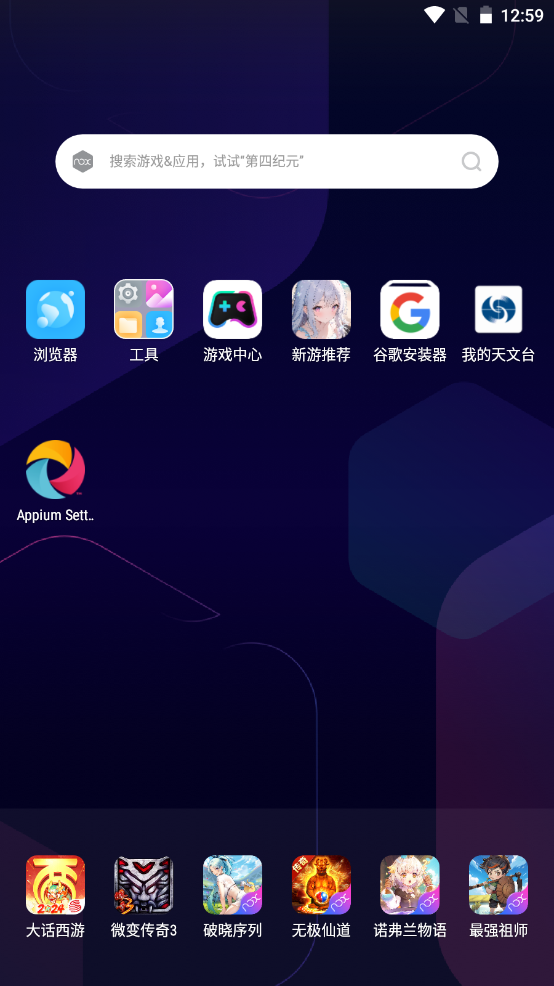 12:59
nox 搜索游戏&应用，试试“第四纪元”
浏览器 工具 游戏中心 新游推荐 谷歌安装器 我的天文台
Appium Sett..
传奇
2024
大话西游 微变传奇3 破晓序列 无极仙道 诺弗兰物语 最强祖师